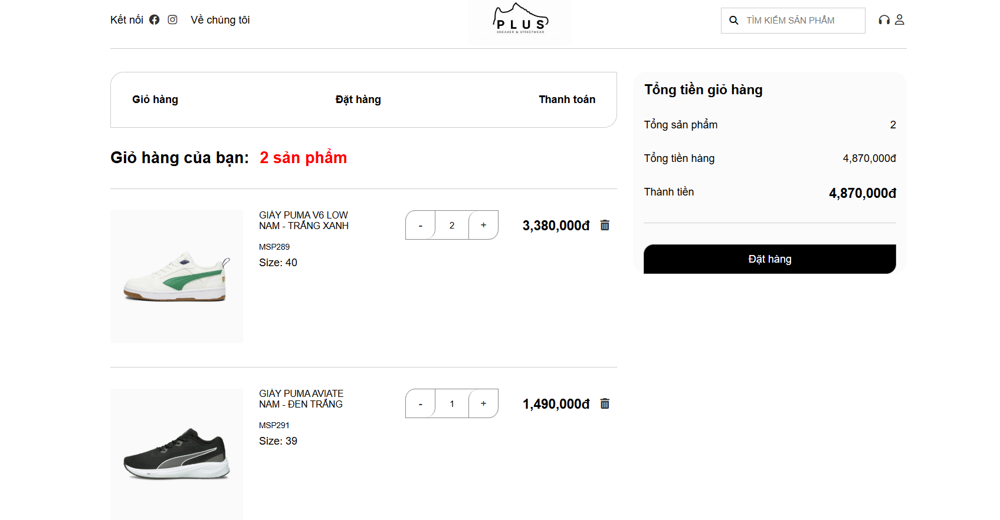 Kết nối
Về chúng tôi
PLUS
SNEAKER & STREETWEAR
TÌM KIẾM SẢN PHẨM
Giỏ hàng
Đặt hàng
Thanh toán
Giỏ hàng của bạn: 2 sản phẩm
GIÀY PUMA V6 LOW
NAM - TRẮNG XANH
MSP289
Size: 40
-
2
+
3,380,000đ
GIÀY PUMA AVIATE
NAM - ĐEN TRẮNG
MSP291
Size: 39
-
1
+
1,490,000đ
Tổng tiền giỏ hàng
Tổng sản phẩm 2
Tổng tiền hàng 4,870,000đ
Thành tiền 4,870,000đ
Đặt hàng